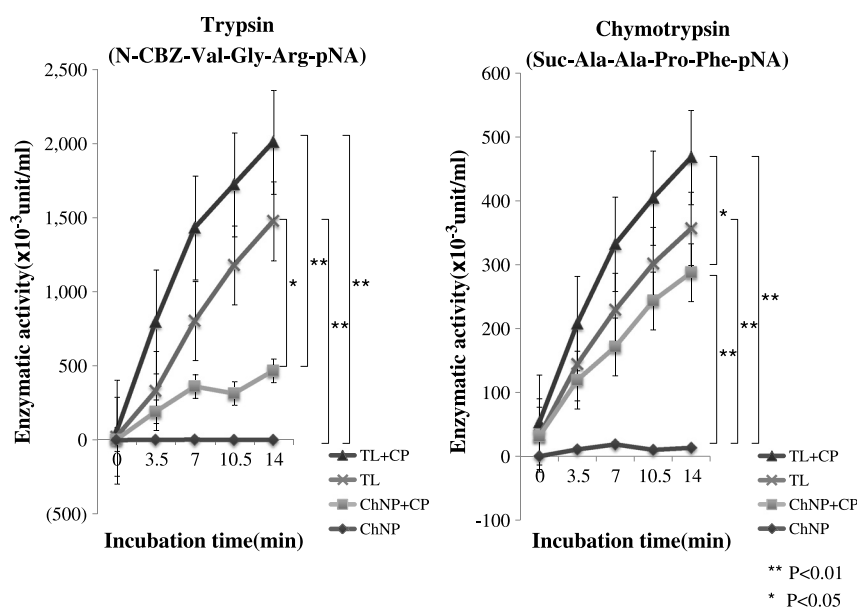 Trypsin
(N-CBZ-Val-Gly-Arg-pNA)
2,500
2,000
1,500
1,000
500
0
(500)
Enzymatic activity(x10-3unit/ml)
0 3.5 7 10.5 14
Incubation time(min)
*
**
**
**
TL+CP
TL
ChNP+CP
ChNP
Chymotrypsin
(Suc-Ala-Ala-Pro-Phe-pNA)
600
500
400
300
200
100
0
-100
Enzymatic activity(x10-3unit/ml)
0 3.5 7 10.5 14
Incubation time(min)
*
**
**
**
TL+CP
TL
ChNP+CP
ChNP
** P<0.01
* P<0.05